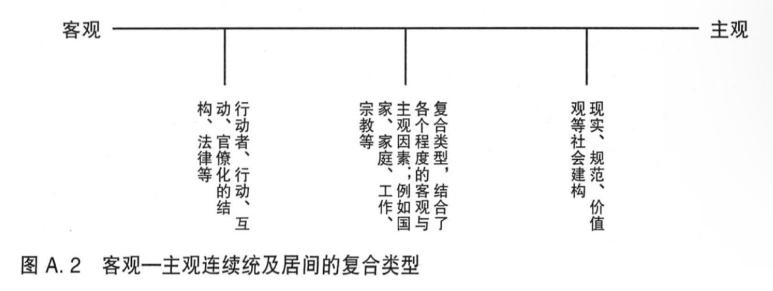 客观
主观
行动者、行动、互
动、官僚化的结
构、法律等
复合类型，结合了
各个程度的客观与
主观因素；例如国
家、家庭、工作、
宗教等
现实、规范、价值
观等社会建构
图 A.2 客观—主观连续统及居间的复合类型